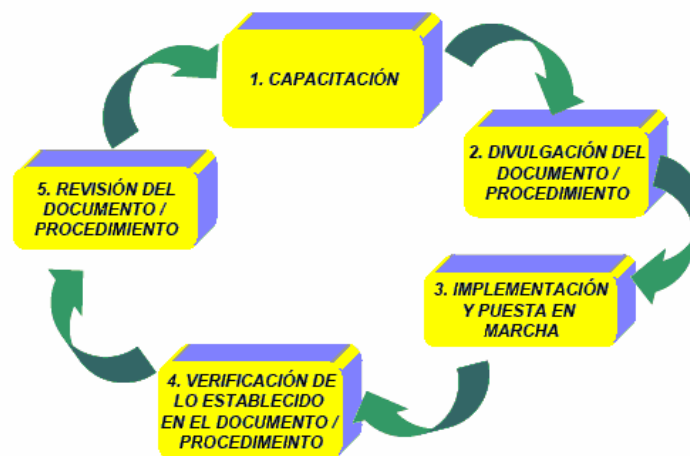 1. CAPACITACIÓN
2. DIVULGACIÓN DEL
DOCUMENTO /
PROCEDIMIENTO
3. IMPLEMENTACIÓN
Y PUESTA EN
MARCHA
4. VERIFICACIÓN DE
LO ESTABLECIDO
EN EL DOCUMENTO /
PROCEDIMEINTO
5. REVISIÓN DEL
DOCUMENTO /
PROCEDIMIENTO